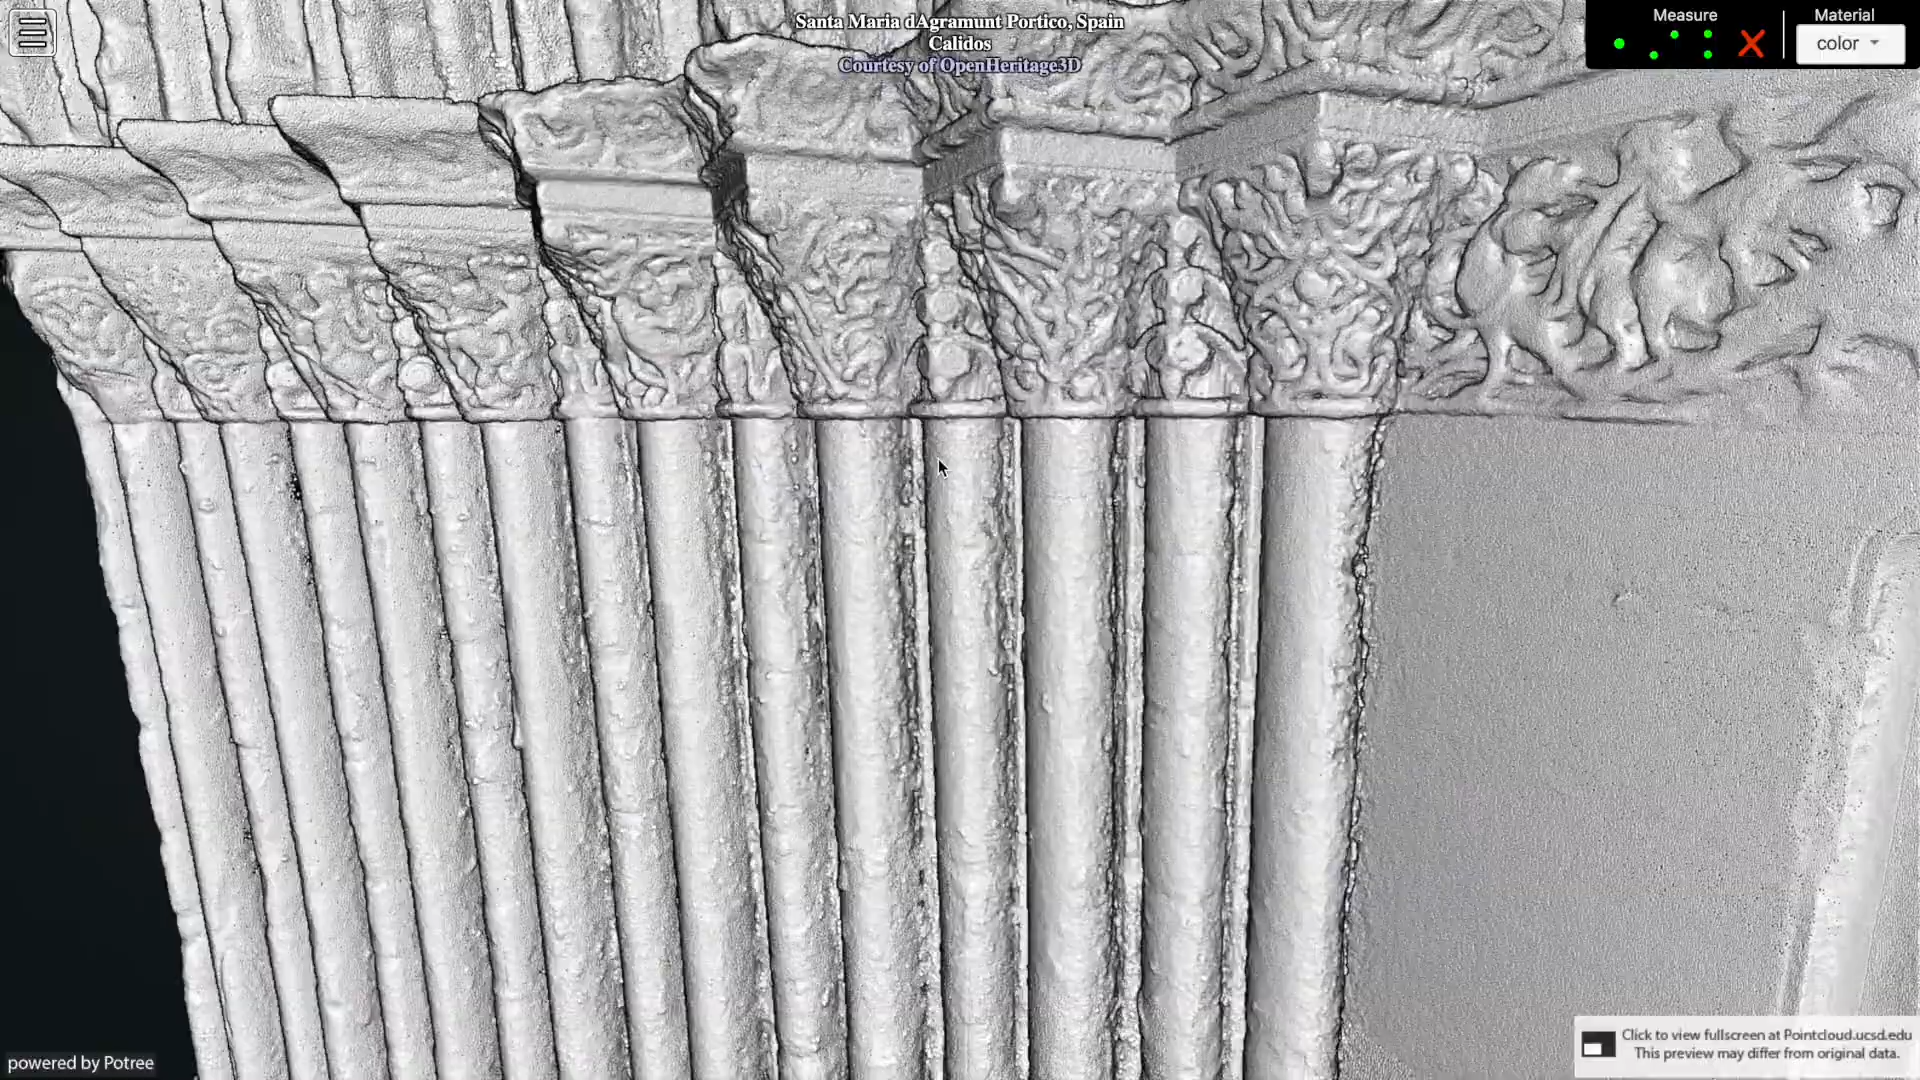 Santa Maria dAgramunt Portico, Spain
Calidos
Courtesy of OpenHeritage3D
Measure
Material
color
Click to view fullscreen at Pointcloud.ucsd.edu
This preview may differ from original data.
powered by Potree